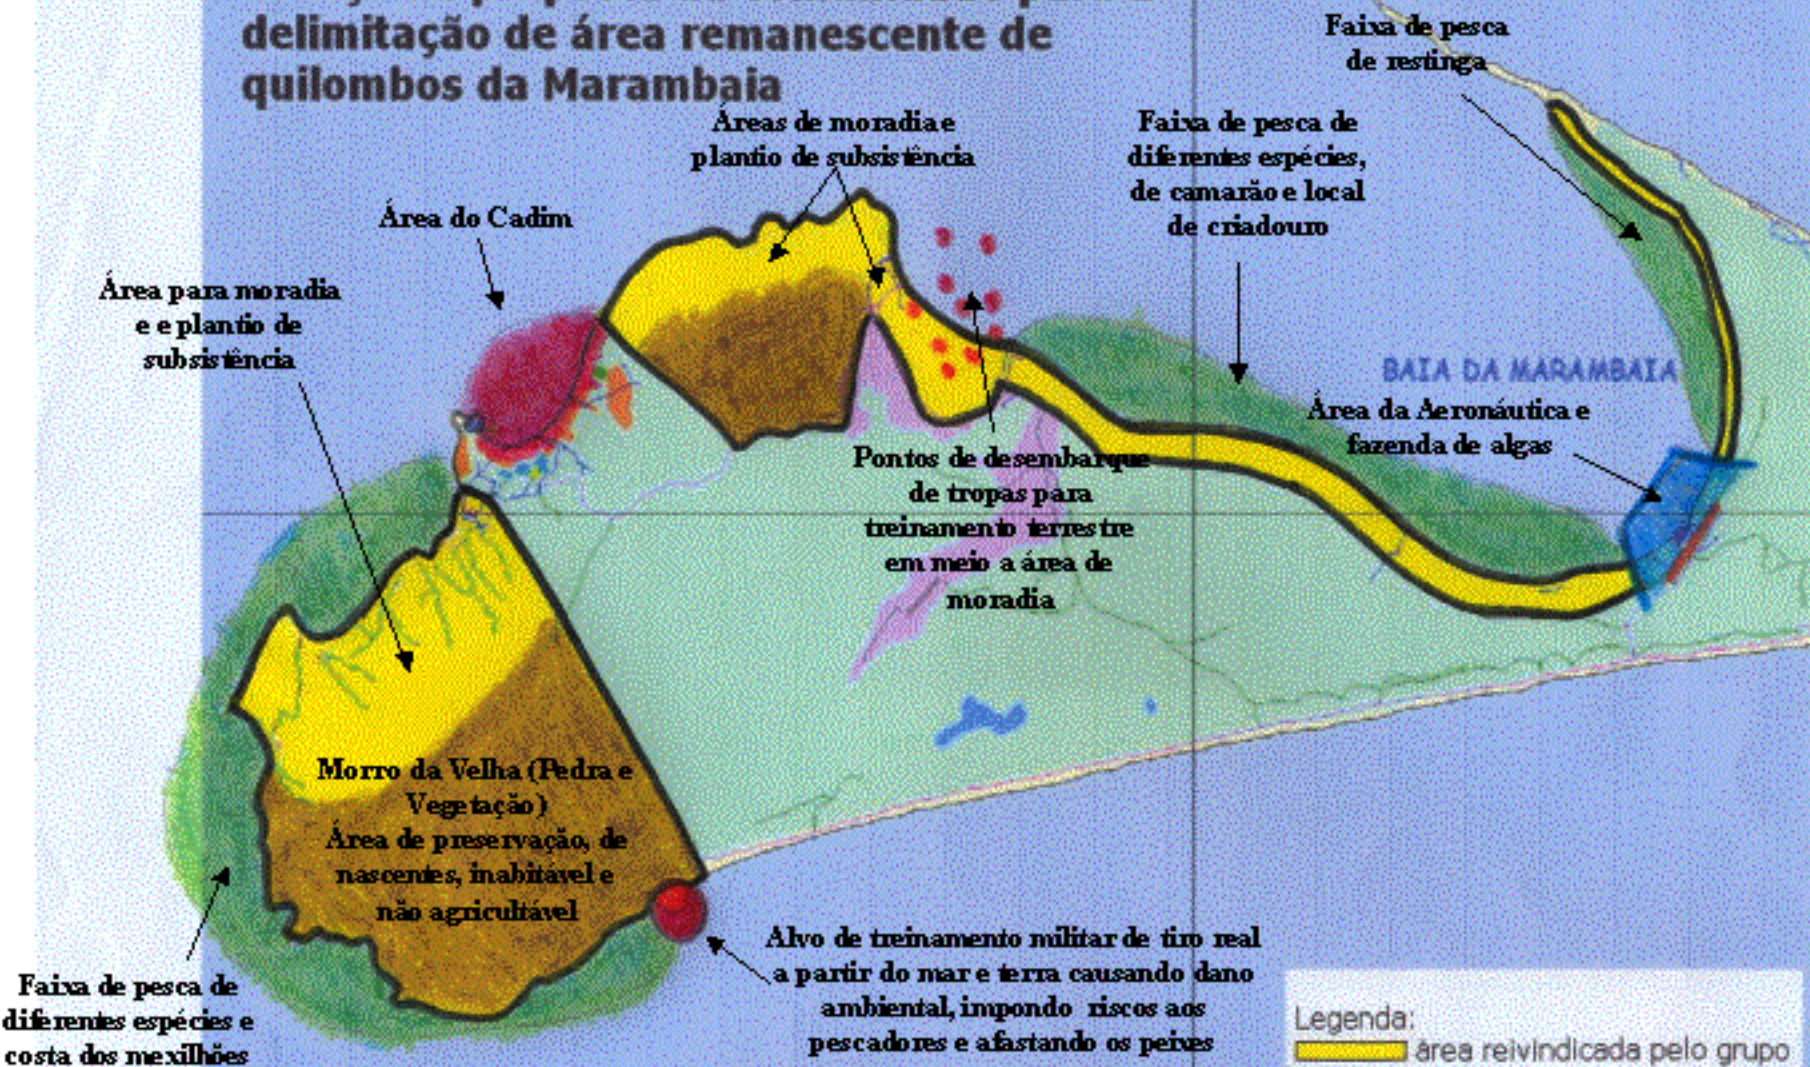 delimitação de área remanescente de
quilombos da Marambaia
Faixa de pesca
de restinga
Áreas de moradia e
plantio de subsistência
Faixa de pesca de
diferentes espécies,
de camarão e local
de criadouro
Área do Cadim
Área para moradia
e e plantio de
subsistência
BAIA DA MARAMBAIA
Área da Aeronáutica e
fazenda de algas
Pontos de desembarque
de tropas para
treinamento terrestre
em meio a área de
moradia
Morro da Velha (Pedra e
Vegetação)
Área de preservação, de
nascentes, inabitável e
não agricultável
Alvo de treinamento militar de tiro real
a partir do mar e terra causando dano
ambiental, impondo riscos aos
pescadores e afastando os peixes
Faixa de pesca de
diferentes espécies e
costa dos mexilhões
Legenda:
área reivindicada pelo grupo